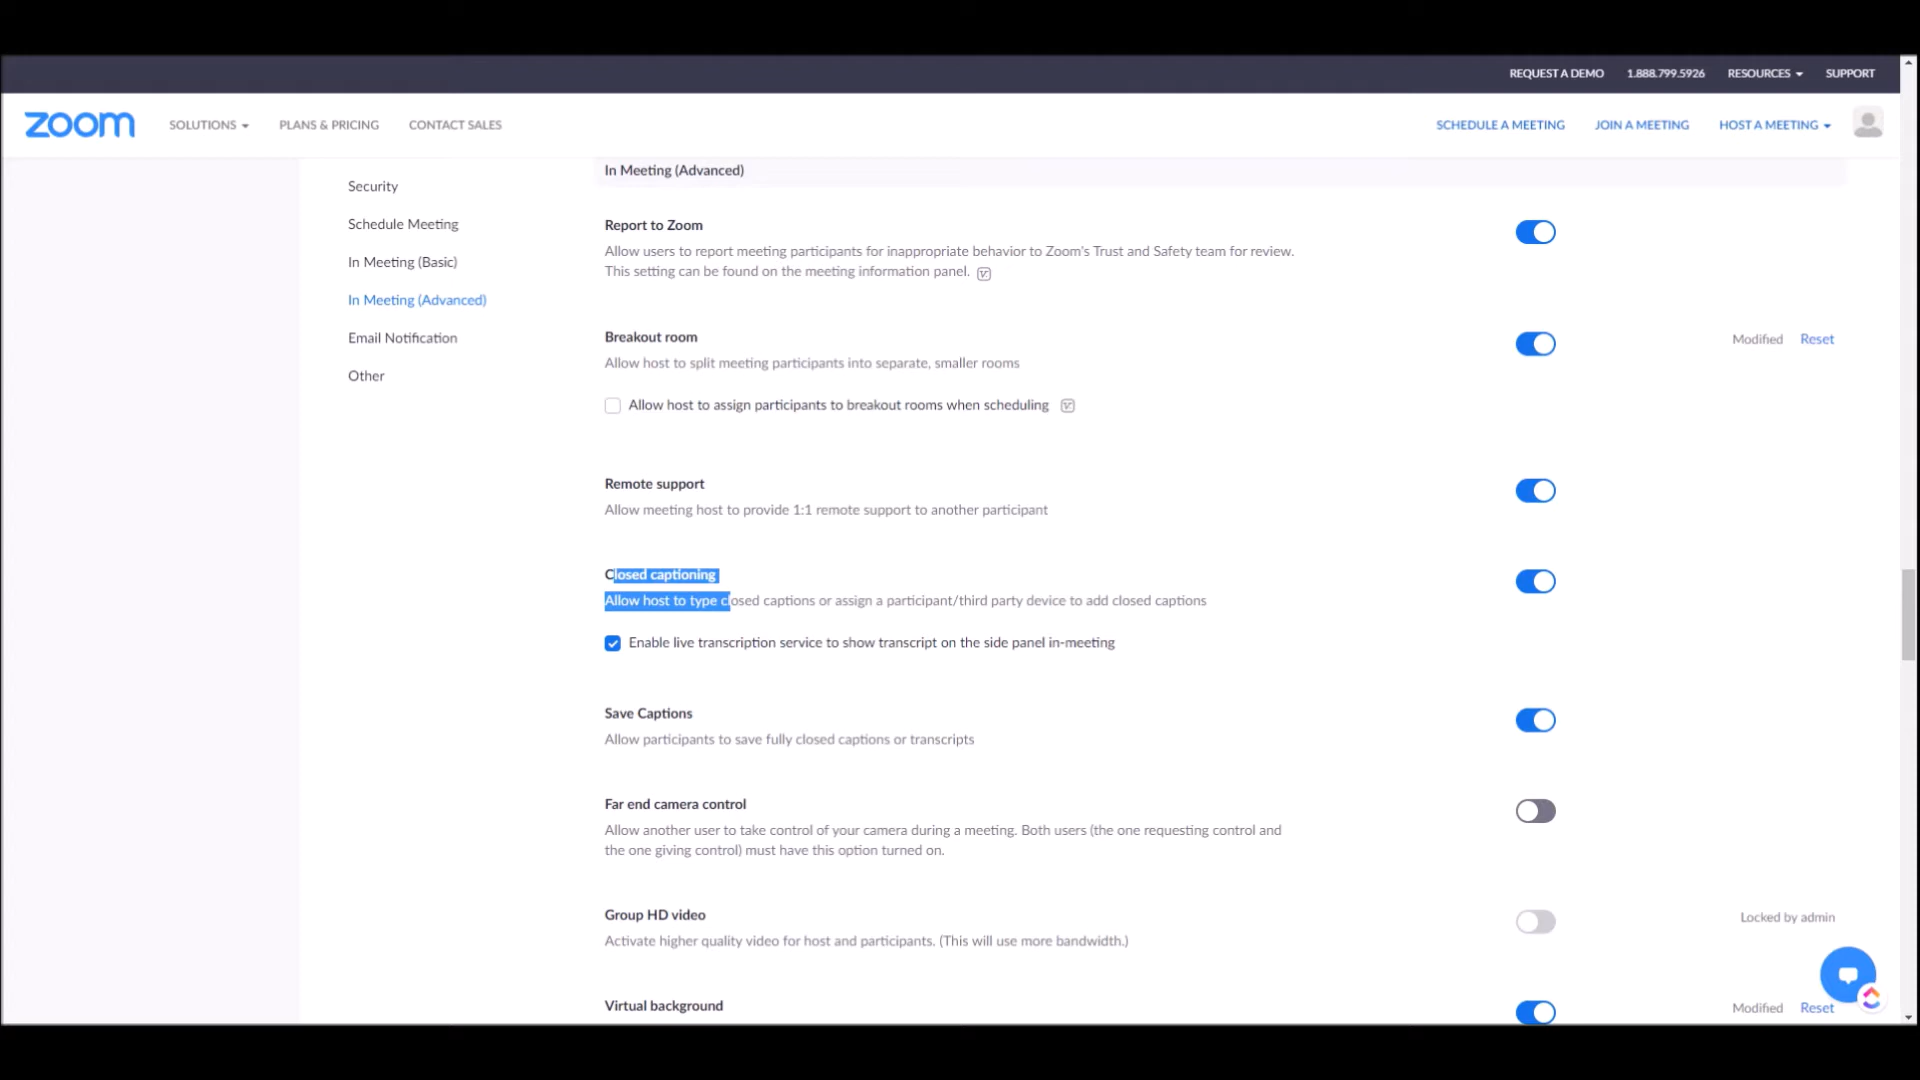 REQUEST A DEMO 1.888.799.5926 RESOURCES SUPPORT
zoom SOLUTIONS PLANS & PRICING CONTACT SALES SCHEDULE A MEETING JOIN A MEETING HOST A MEETING
In Meeting (Advanced)
Security
Schedule Meeting
In Meeting (Basic)
In Meeting (Advanced)
Email Notification
Other
Report to Zoom
Allow users to report meeting participants for inappropriate behavior to Zoom's Trust and Safety team for review.
This setting can be found on the meeting information panel.
Breakout room
Modified Reset
Allow host to split meeting participants into separate, smaller rooms
Allow host to assign participants to breakout rooms when scheduling
Remote support
Allow meeting host to provide 1:1 remote support to another participant
Closed captioning
Allow host to type closed captions or assign a participant/third party device to add closed captions
Enable live transcription service to show transcript on the side panel in-meeting
Save Captions
Allow participants to save fully closed captions or transcripts
Far end camera control
Allow another user to take control of your camera during a meeting. Both users (the one requesting control and
the one giving control) must have this option turned on.
Group HD video
Locked by admin
Activate higher quality video for host and participants. (This will use more bandwidth.)
Virtual background
Modified Reset